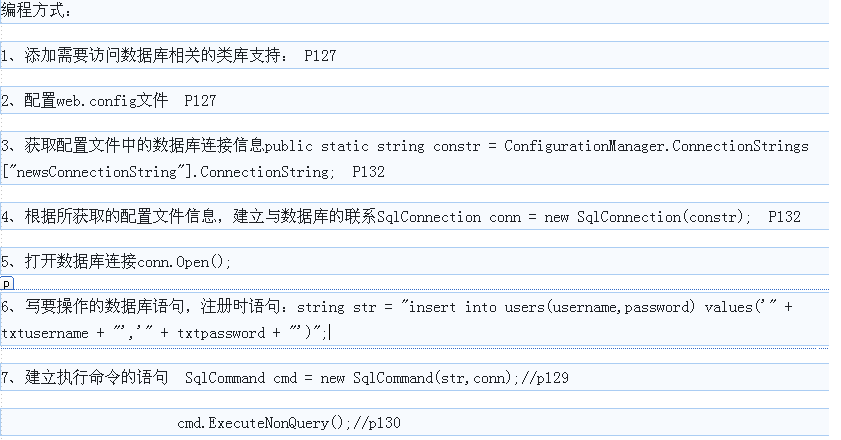 编程方式：
1、添加需要访问数据库相关的类库支持： P127
2、配置web.config文件  P127
3、获取配置文件中的数据库连接信息public static string constr = ConfigurationManager.ConnectionStrings
["newsConnectionString"].ConnectionString;  P132
4、根据所获取的配置文件信息，建立与数据库的联系SqlConnection conn = new SqlConnection(constr);  P132
5、打开数据库连接conn.Open();
p
6、写要操作的数据库语句，注册时语句：string str = "insert into users(username,password) values('" +
txtusername + "','" + txtpassword + "')";
7、建立执行命令的语句  SqlCommand cmd = new SqlCommand(str,conn);//p129
cmd.ExecuteNonQuery();//p130